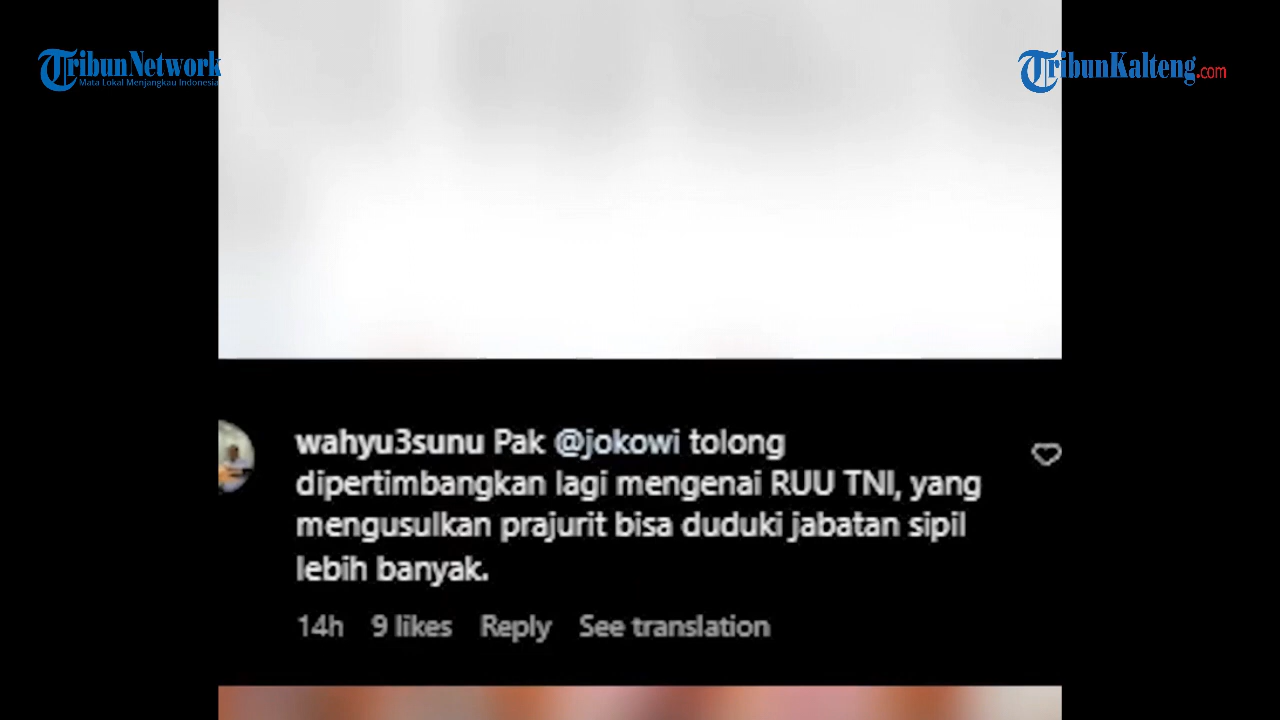 TribunNetwork
Mata Lokal Menjangkau Indonesia
TribunKalteng.com
wahyu3sunu Pak @jokowi tolong
dipertimbangkan lagi mengenai RUU TNI, yang
mengusulkan prajurit bisa duduki jabatan sipil
lebih banyak.
14h 9 likes Reply See translation